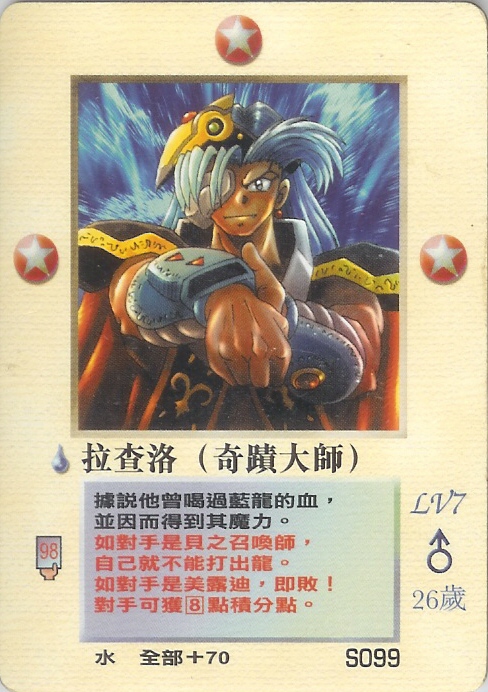 拉查洛（奇蹟大師）
據説他曾喝過藍龍的血，
並因而得到其魔力。
如對手是貝之召喚師，
自己就不能打出龍。
如對手是美露迪，即敗！
對手可獲8點積分點。
LV7
98
26歲
水 全部＋70
S099